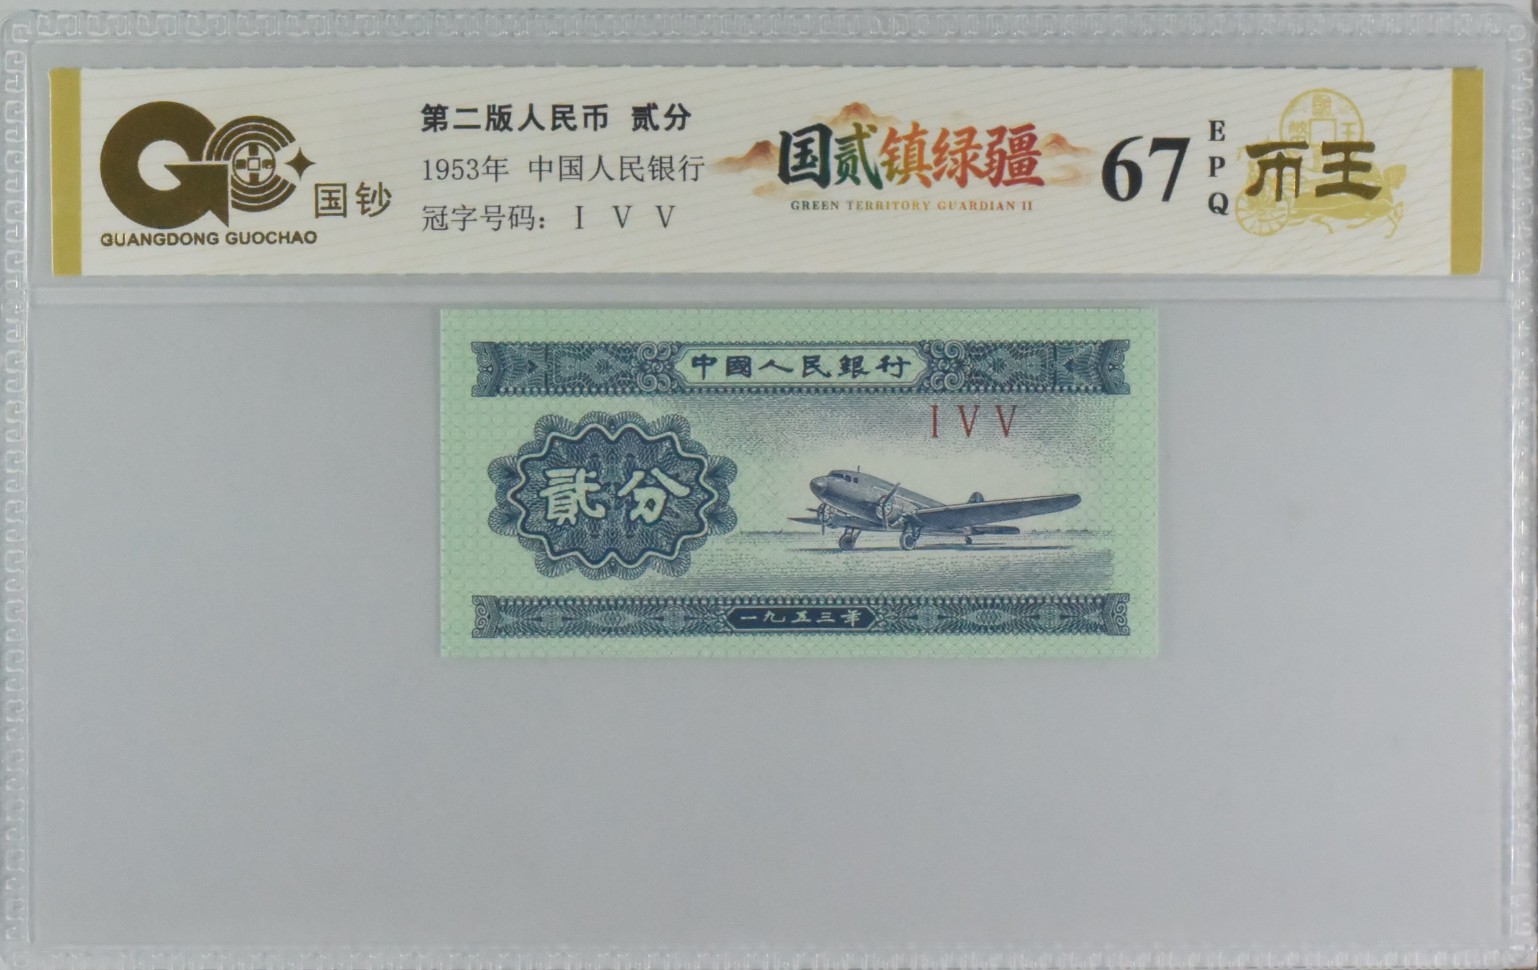 国钞
GUANGDONG GUOCHAO
第二版人民币 贰分
1953年 中国人民银行
冠字号码: I V V
国贰镇绿疆
GREEN TERRITORY GUARDIAN II
67
EPQ
币王
中國人民銀行
I V V
貳分
一九五三年